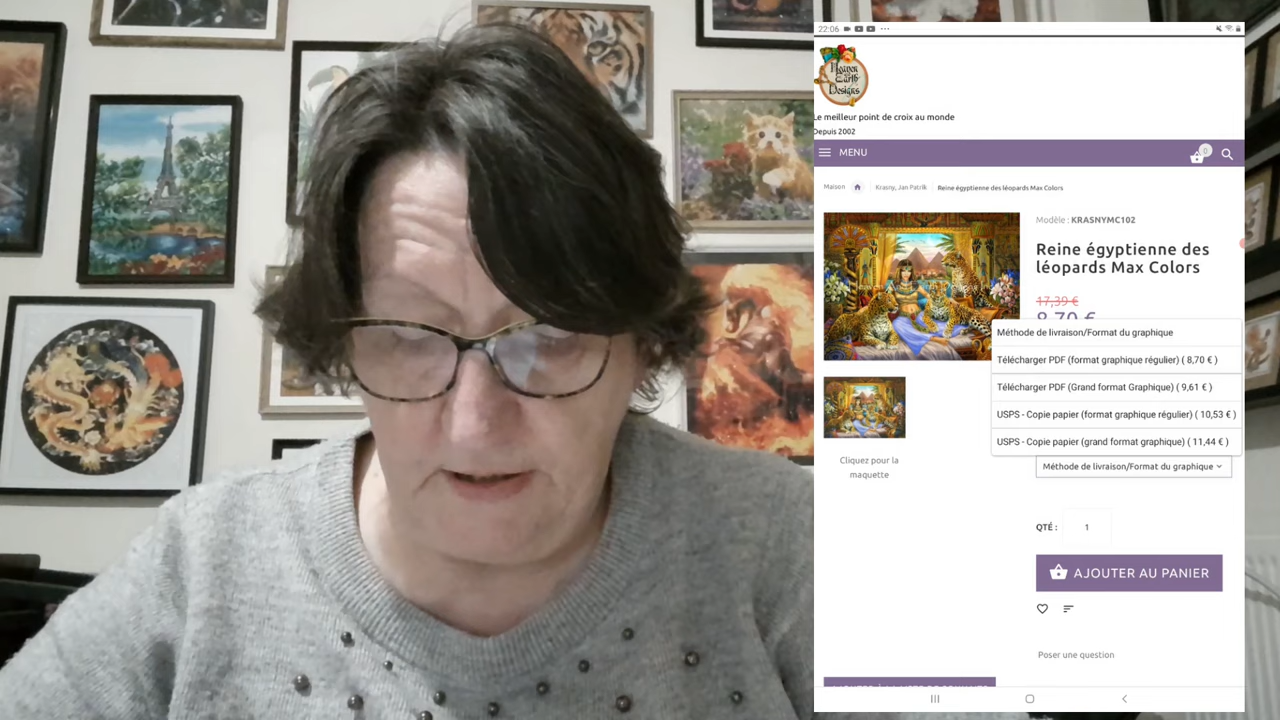 22:06
Heaven
and
Earth
Designs
Le meilleur point de croix au monde
Depuis 2002
MENU
0
Maison
Krasny, Jan Patrik
Reine égyptienne des léopards Max Colors
Modèle : KRASNYMC102
Reine égyptienne des
léopards Max Colors
17,39 €
8,70 €
Méthode de livraison/Format du graphique
Télécharger PDF (format graphique régulier) ( 8,70 € )
Télécharger PDF (Grand format Graphique) ( 9,61 € )
USPS - Copie papier (format graphique régulier) ( 10,53 € )
USPS - Copie papier (grand format graphique) ( 11,44 € )
Méthode de livraison/Format du graphique
Cliquez pour la
maquette
QTÉ :
1
AJOUTER AU PANIER
Poser une question